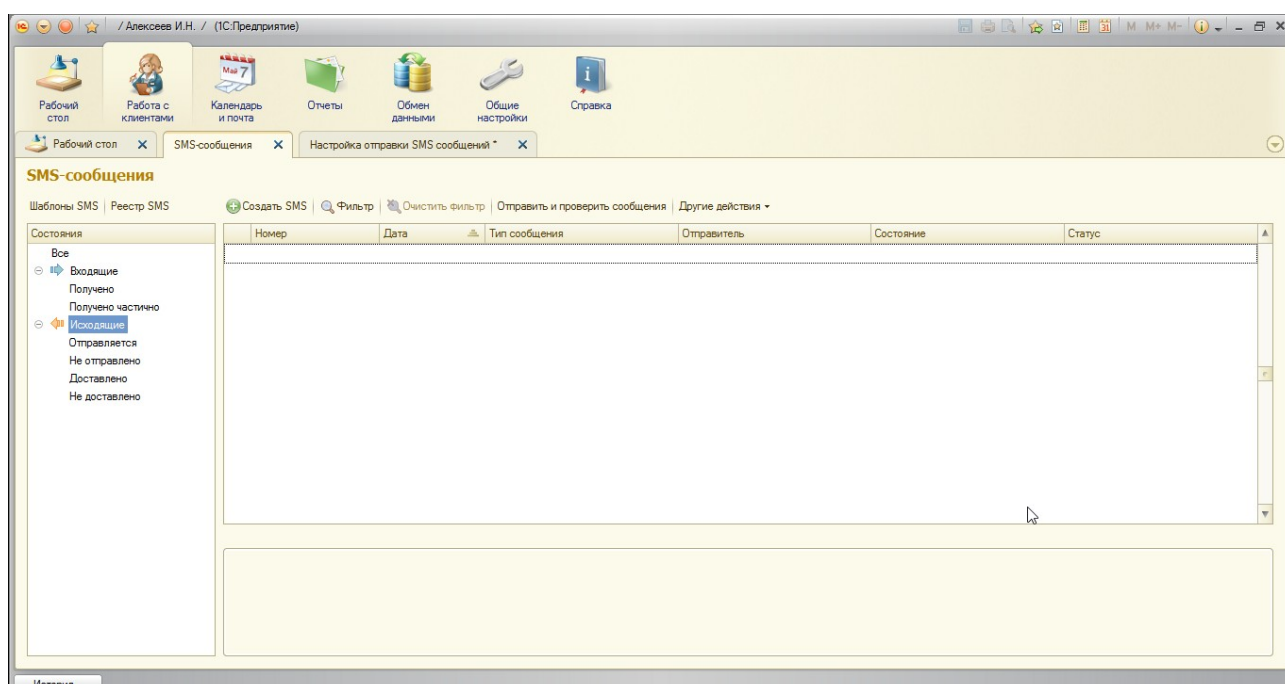 / Алексеев И.Н. / (1С:Предприятие)
М М+ М-
Рабочий стол
Работа с клиентами
Май 7
Календарь и почта
Отчеты
Обмен данными
Общие настройки
Справка
Рабочий стол
SMS-сообщения
Настройка отправки SMS сообщений *
SMS-сообщения
Шаблоны SMS
Реестр SMS
Создать SMS
Фильтр
Очистить фильтр
Отправить и проверить сообщения
Другие действия
Состояния
Номер
Дата
Тип сообщения
Отправитель
Состояние
Статус
Все
Входящие
Получено
Получено частично
Исходящие
Отправляется
Не отправлено
Доставлено
Не доставлено